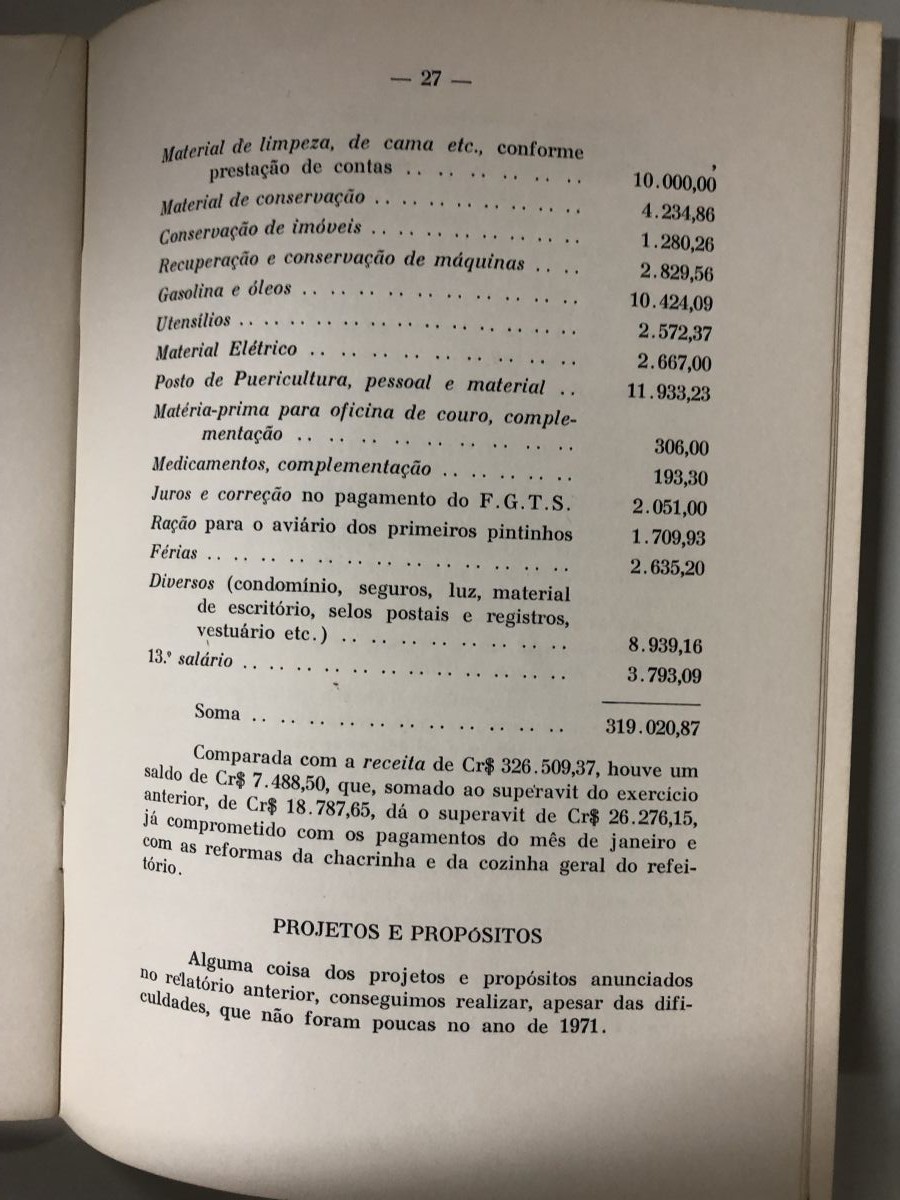 — 27 —
Material de limpeza, de cama etc., conforme
prestação de contas .. .. .. .. .. .. .. 10.000,00
Material de conservação .. .. .. .. .. .. .. .. 4.234,86
Conservação de imóveis .. .. .. .. .. .. .. .. 1.280,26
Recuperação e conservação de máquinas .. .. 2.829,56
Gasolina e óleos .. .. .. .. .. .. .. .. .. .. 10.424,09
Utensílios .. .. .. .. .. .. .. .. .. .. .. .. .. 2.572,37
Material Elétrico .. .. .. .. .. .. .. .. .. .. 2.667,00
Posto de Puericultura, pessoal e material .. 11.933,23
Matéria-prima para oficina de couro, comple-
mentação .. .. .. .. .. .. .. .. .. 306,00
Medicamentos, complementação .. .. .. .. .. 193,30
Juros e correção no pagamento do F.G.T.S. 2.051,00
Ração para o aviário dos primeiros pintinhos 1.709,93
Férias .. .. .. .. .. .. .. .. .. .. .. .. .. .. 2.635,20
Diversos (condomínio, seguros, luz, material
de escritório, selos postais e registros,
vestuário etc.) .. .. .. .. .. .. .. .. 8.939,16
13.º salário .. .. .. .. .. .. .. .. .. .. .. .. 3.793,09
Soma .. .. .. .. .. .. .. .. .. .. .. 319.020,87
Comparada com a receita de Cr$ 326.509,37, houve um
saldo de Cr$ 7.488,50, que, somado ao superavit do exercicio
anterior, de Cr$ 18.787,65, dá o superavit de Cr$ 26.276,15,
já comprometido com os pagamentos do mês de janeiro e
com as reformas da chacrinha e da cozinha geral do refei-
tório.
PROJETOS E PROPÓSITOS
Alguma coisa dos projetos e propósitos anunciados
no relatório anterior, conseguimos realizar, apesar das difi-
culdades, que não foram poucas no ano de 1971.